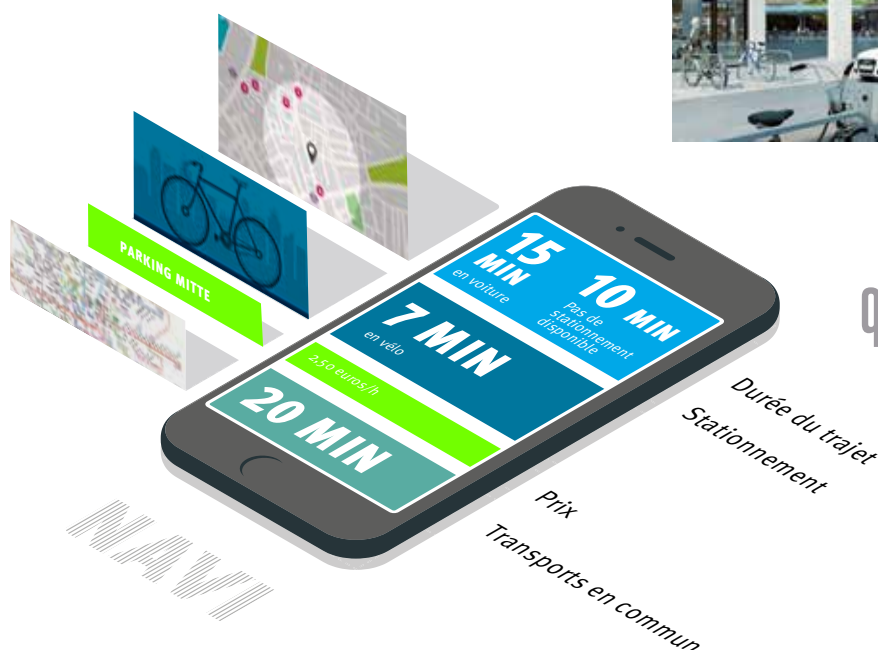 PARKING MITTE
15
MIN
en voiture
10 MIN
Pas de
stationnement
disponible
7 MIN
en vélo
2,50 euros/h
20 MIN
Durée du trajet
Stationnement
Prix
Transports en commun
NAVI